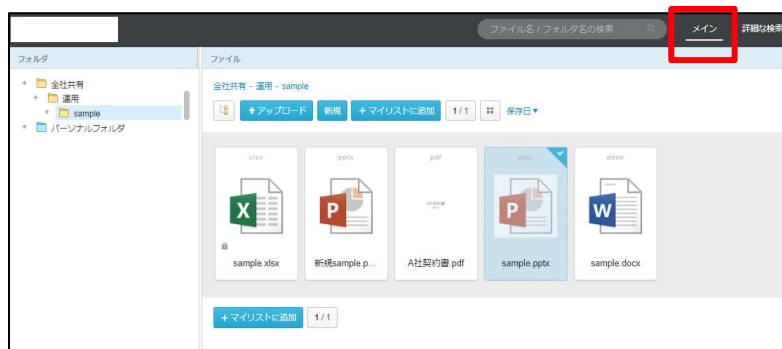 ファイル名 / フォルダ名の検索
メイン
詳細な検索
フォルダ
ファイル
全社共有
運用
sample
パーソナルフォルダ
全社共有 - 運用 - sample
アップロード
新規
+ マイリストに追加
1 / 1
保存日▼
xlsx
pptx
pdf
pptx
docx
X
P
P
W
sample.xlsx
新規sample.p...
A社契約書.pdf
sample.pptx
sample.docx
+ マイリストに追加
1 / 1